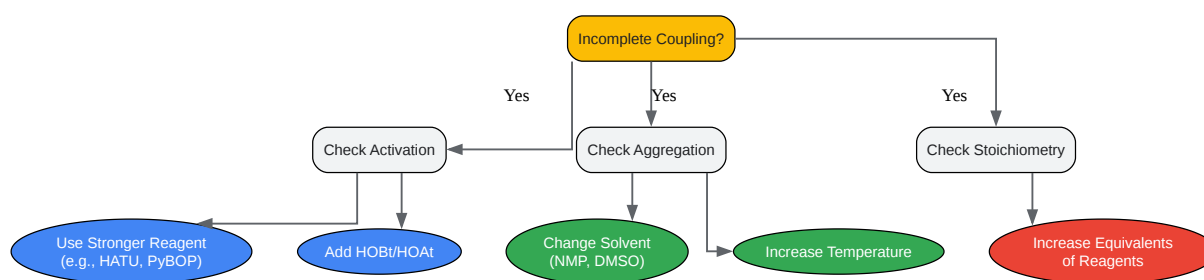 Incomplete Coupling?
Yes
Yes
Yes
Check Activation
Check Aggregation
Check Stoichiometry
Use Stronger Reagent
(e.g., HATU, PyBOP)
Add HOBt/HOAt
Change Solvent
(NMP, DMSO)
Increase Temperature
Increase Equivalents
of Reagents